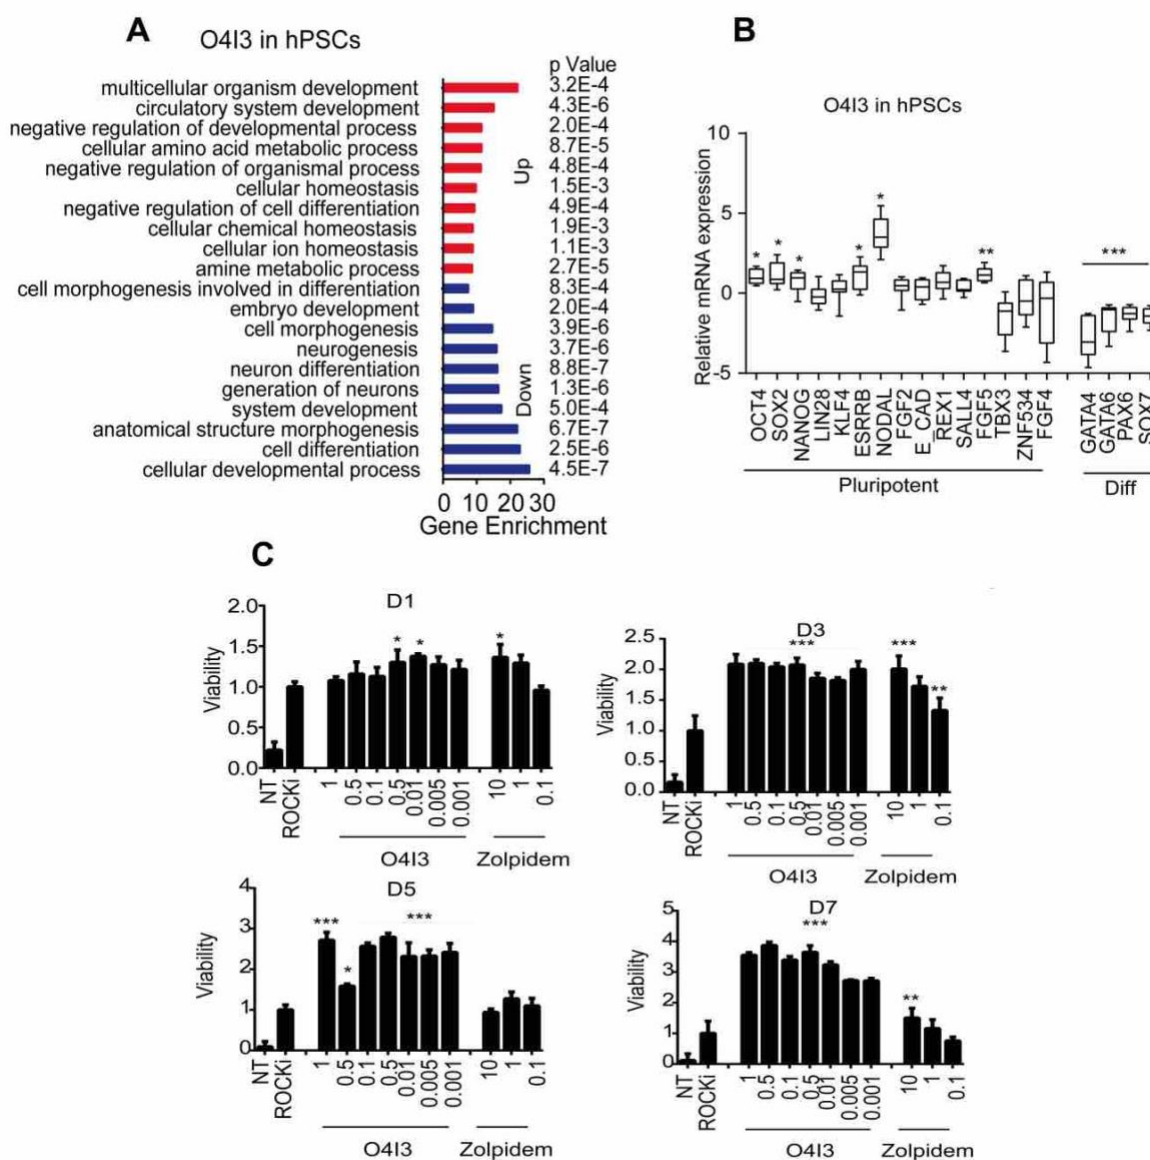 A
O4I3 in hPSCs
p Value
multicellular organism development 3.2E-4
circulatory system development 4.3E-6
negative regulation of developmental process 2.0E-4
cellular amino acid metabolic process 8.7E-5
negative regulation of organismal process 4.8E-4
cellular homeostasis 1.5E-3
negative regulation of cell differentiation 4.9E-4
cellular chemical homeostasis 1.9E-3
cellular ion homeostasis 1.1E-3
amine metabolic process 2.7E-5
cell morphogenesis involved in differentiation 8.3E-4
embryo development 2.0E-4
cell morphogenesis 3.9E-6
neurogenesis 3.7E-6
neuron differentiation 8.8E-7
generation of neurons 1.3E-6
system development 5.0E-4
anatomical structure morphogenesis 6.7E-7
cell differentiation 2.5E-6
cellular developmental process 4.5E-7
Up
Down
0 10 20 30
Gene Enrichment
B
O4I3 in hPSCs
Relative mRNA expression
10
5
0
-5
* * * * * ** ***
OCT4
SOX2
NANOG
LIN28
KLF4
ESRRB
NODAL
FGF2
E_CAD
REX1
SALL4
FGF5
TBX3
ZNF534
FGF4
GATA4
GATA6
PAX6
SOX7
Pluripotent
Diff
C
D1
Viability
2.0
1.5
1.0
0.5
0.0
* * *
NT
ROCKi
1
0.5
0.1
0.5
0.01
0.005
0.001
10
1
0.1
O4I3
Zolpidem
D3
Viability
2.5
2.0
1.5
1.0
0.5
0.0
*** *** **
NT
ROCKi
1
0.5
0.1
0.5
0.01
0.005
0.001
10
1
0.1
O4I3
Zolpidem
D5
Viability
4
3
2
1
0
*** * ***
NT
ROCKi
1
0.5
0.1
0.5
0.01
0.005
0.001
10
1
0.1
O4I3
Zolpidem
D7
Viability
5
4
3
2
1
0
*** **
NT
ROCKi
1
0.5
0.1
0.5
0.01
0.005
0.001
10
1
0.1
O4I3
Zolpidem